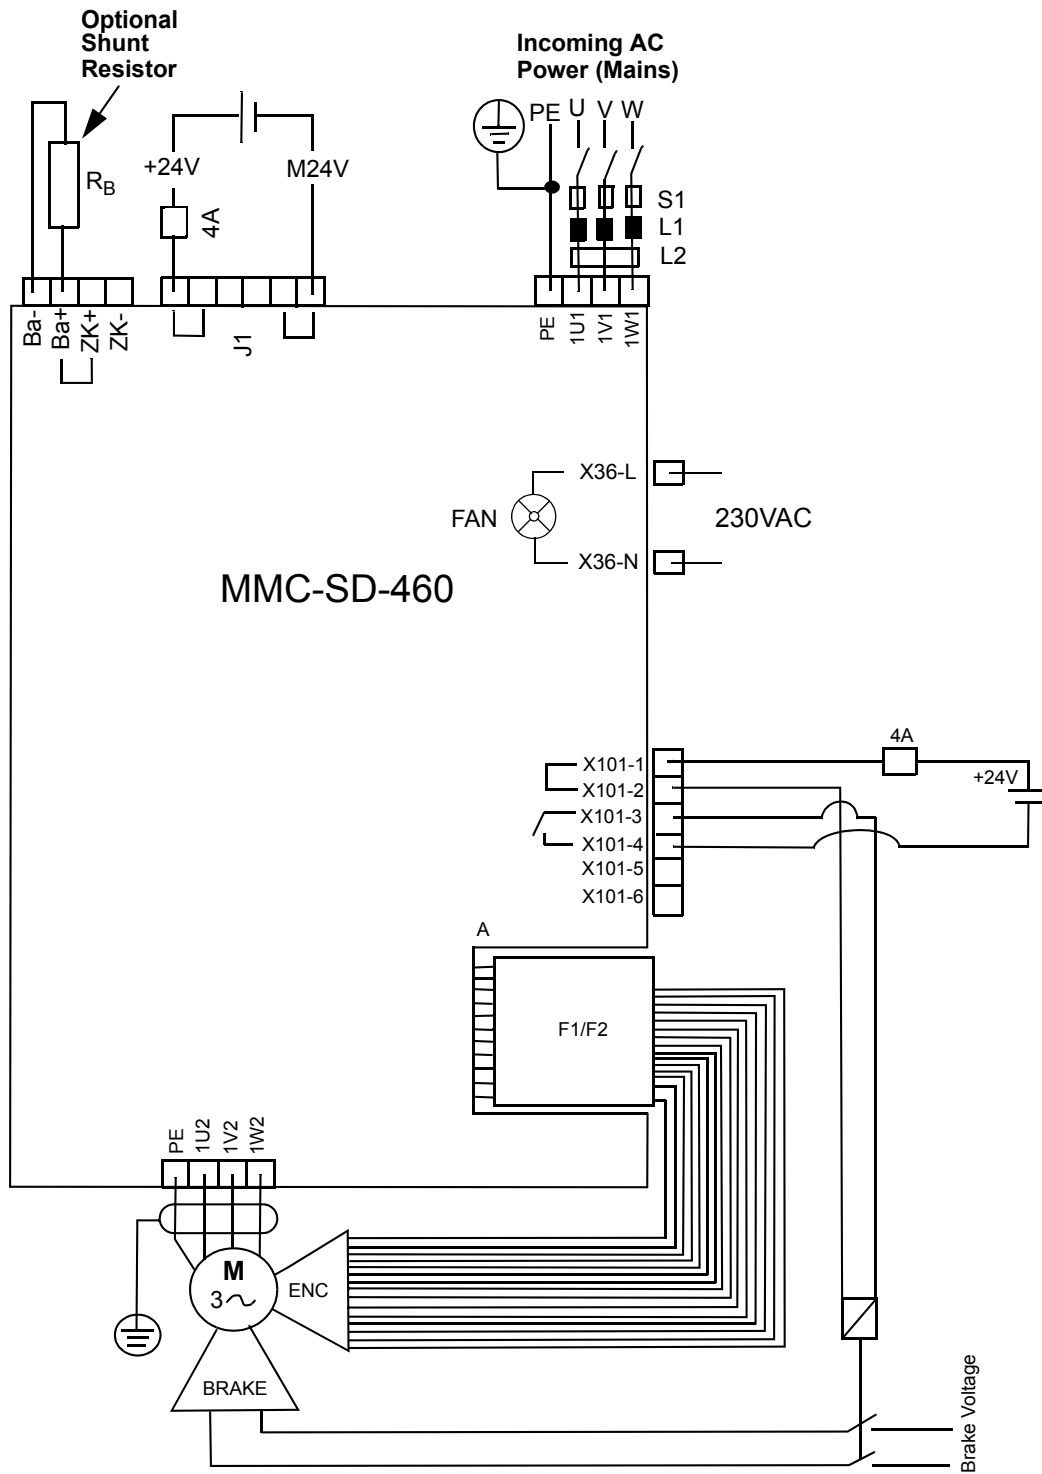 Optional
Shunt
Resistor
Incoming AC
Power (Mains)
PE U V W
+24V
M24V
RB
4A
S1
L1
L2
Ba-
Ba+
ZK+
ZK-
J1
PE
1U1
1V1
1W1
X36-L
FAN
230VAC
X36-N
MMC-SD-460
4A
X101-1
+24V
X101-2
X101-3
X101-4
X101-5
X101-6
A
F1/F2
PE
1U2
1V2
1W2
M
3
ENC
BRAKE
Brake Voltage